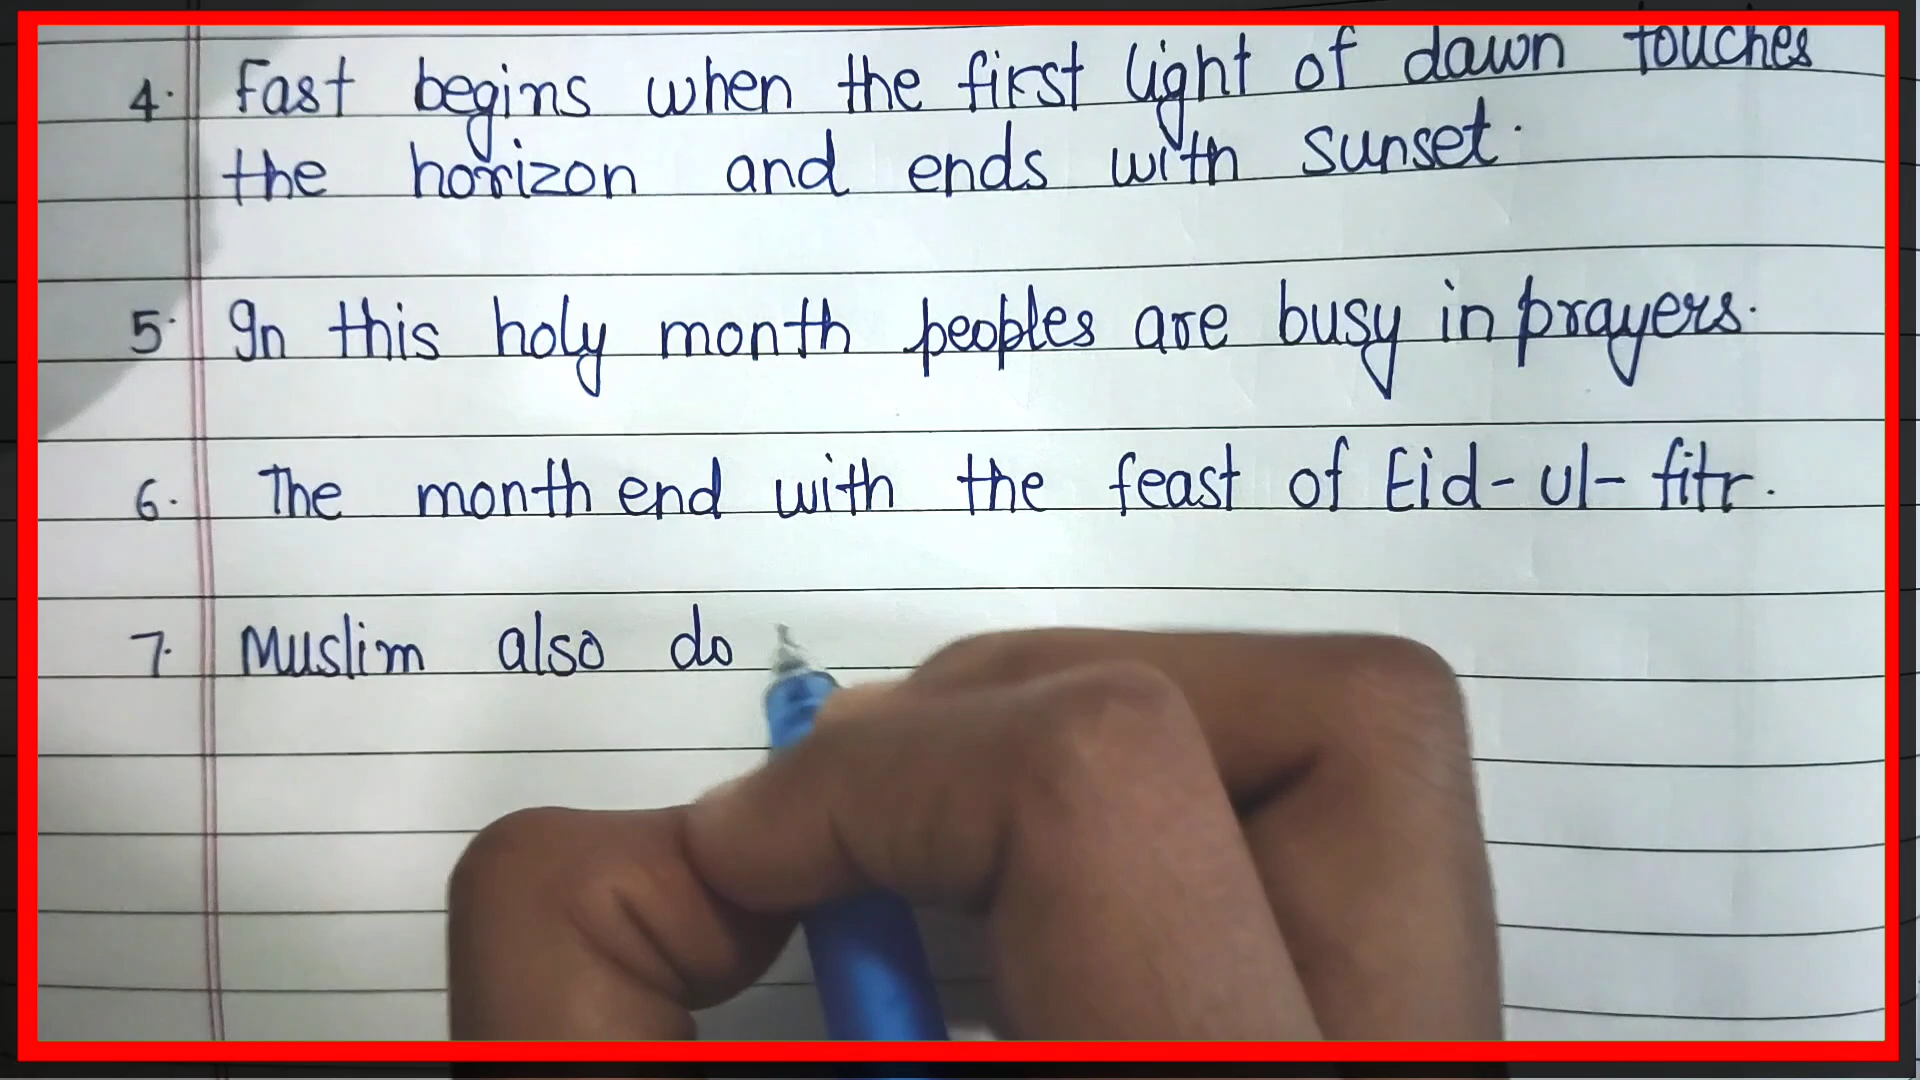 4. Fast begins when the first light of dawn touches
the horizon and ends with sunset.
5. In this holy month peoples are busy in prayers.
6. The month end with the feast of Eid-ul-fitr.
7. Muslim also do